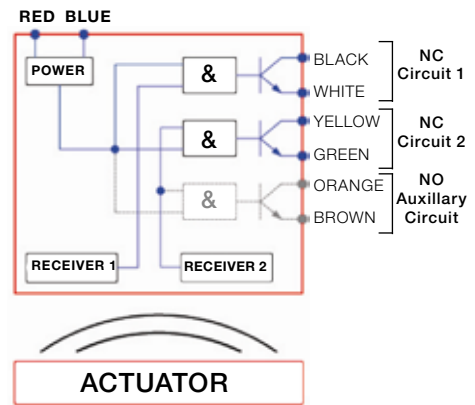 RED BLUE
POWER
& BLACK
WHITE
NC
Circuit 1
& YELLOW
GREEN
NC
Circuit 2
& ORANGE
BROWN
NO
Auxillary
Circuit
RECEIVER 1 RECEIVER 2
ACTUATOR